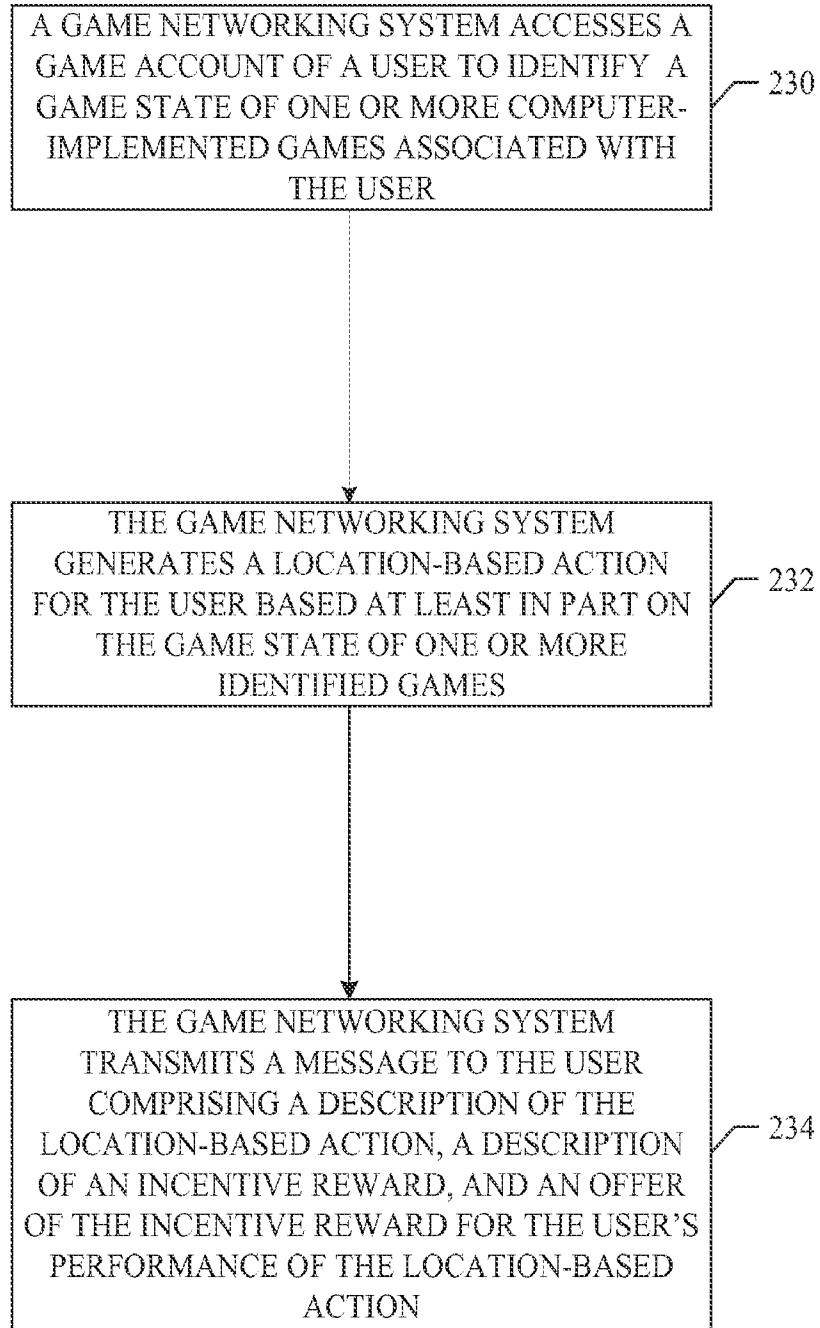 A GAME NETWORKING SYSTEM ACCESSES A
GAME ACCOUNT OF A USER TO IDENTIFY A
GAME STATE OF ONE OR MORE COMPUTER-
IMPLEMENTED GAMES ASSOCIATED WITH
THE USER
230
THE GAME NETWORKING SYSTEM
GENERATES A LOCATION-BASED ACTION
FOR THE USER BASED AT LEAST IN PART ON
THE GAME STATE OF ONE OR MORE
IDENTIFIED GAMES
232
THE GAME NETWORKING SYSTEM
TRANSMITS A MESSAGE TO THE USER
COMPRISING A DESCRIPTION OF THE
LOCATION-BASED ACTION, A DESCRIPTION
OF AN INCENTIVE REWARD, AND AN OFFER
OF THE INCENTIVE REWARD FOR THE USER'S
PERFORMANCE OF THE LOCATION-BASED
ACTION
234